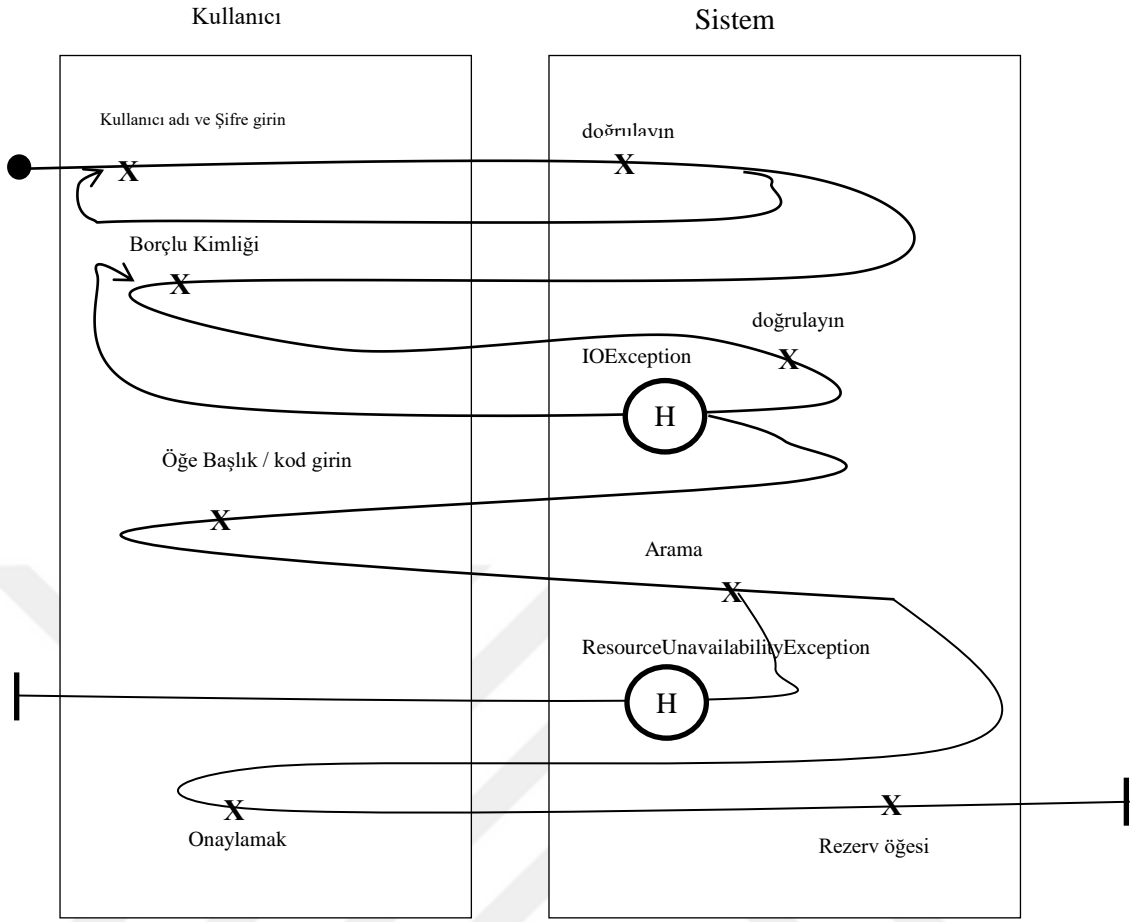 Kullanıcı
Sistem
Kullanıcı adı ve Şifre girin
doğrulayın
X
X
Borçlu Kimliği
X
doğrulayın
IOException
X
H
Öğe Başlık / kod girin
X
Arama
X
ResourceUnavailabilityException
H
X
X
Onaylamak
Rezerv öğesi